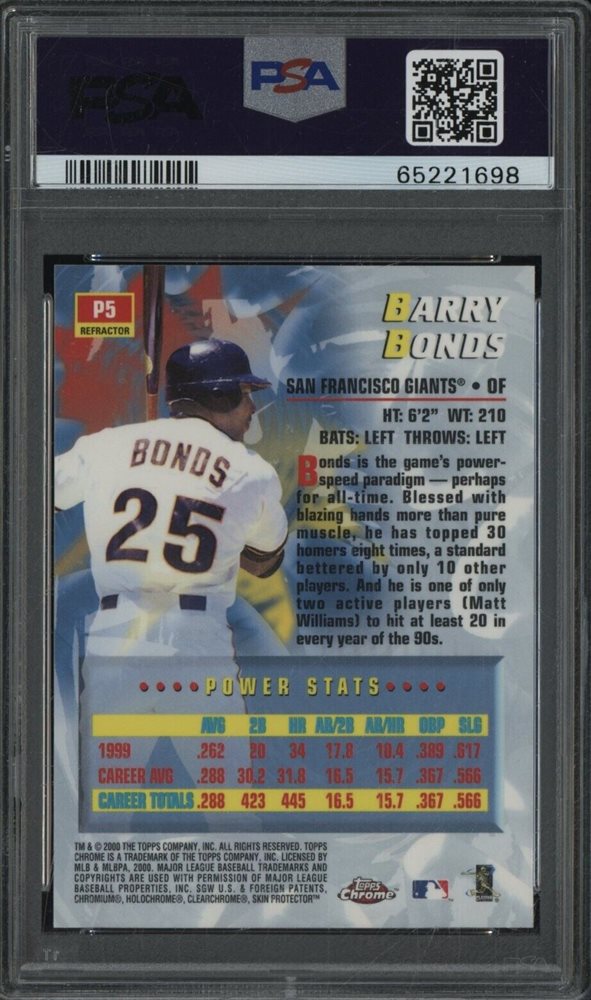 PSA
PSA
65221698
P5
REFRACTOR
BARRY
BONDS
SAN FRANCISCO GIANTS® • OF
HT: 6'2" WT: 210
BATS: LEFT THROWS: LEFT
Bonds is the game's power-
speed paradigm — perhaps
for all-time. Blessed with
blazing hands more than pure
muscle, he has topped 30
homers eight times, a standard
bettered by only 10 other
players. And he is one of only
two active players (Matt
Williams) to hit at least 20 in
every year of the 90s.
BONDS
25
••••POWER STATS••••
AVG 2B HR AB/2B AB/HR OBP SLG
1999 .262 20 34 17.8 10.4 .389 .617
CAREER AVG .288 30.2 31.8 16.5 15.7 .367 .566
CAREER TOTALS .288 423 445 16.5 15.7 .367 .566
TM & © 2000 THE TOPPS COMPANY, INC. ALL RIGHTS RESERVED. TOPPS
CHROME IS A TRADEMARK OF THE TOPPS COMPANY, INC. LICENSED BY
MLB & MLBPA, 2000. MAJOR LEAGUE BASEBALL TRADEMARKS AND
COPYRIGHTS ARE USED WITH PERMISSION OF MAJOR LEAGUE
BASEBALL PROPERTIES, INC. SGW U.S. & FOREIGN PATENTS,
CHROMIUM®, HOLOCHROME®, CLEARCHROME®, SKIN PROTECTOR™
Topps
Chrome